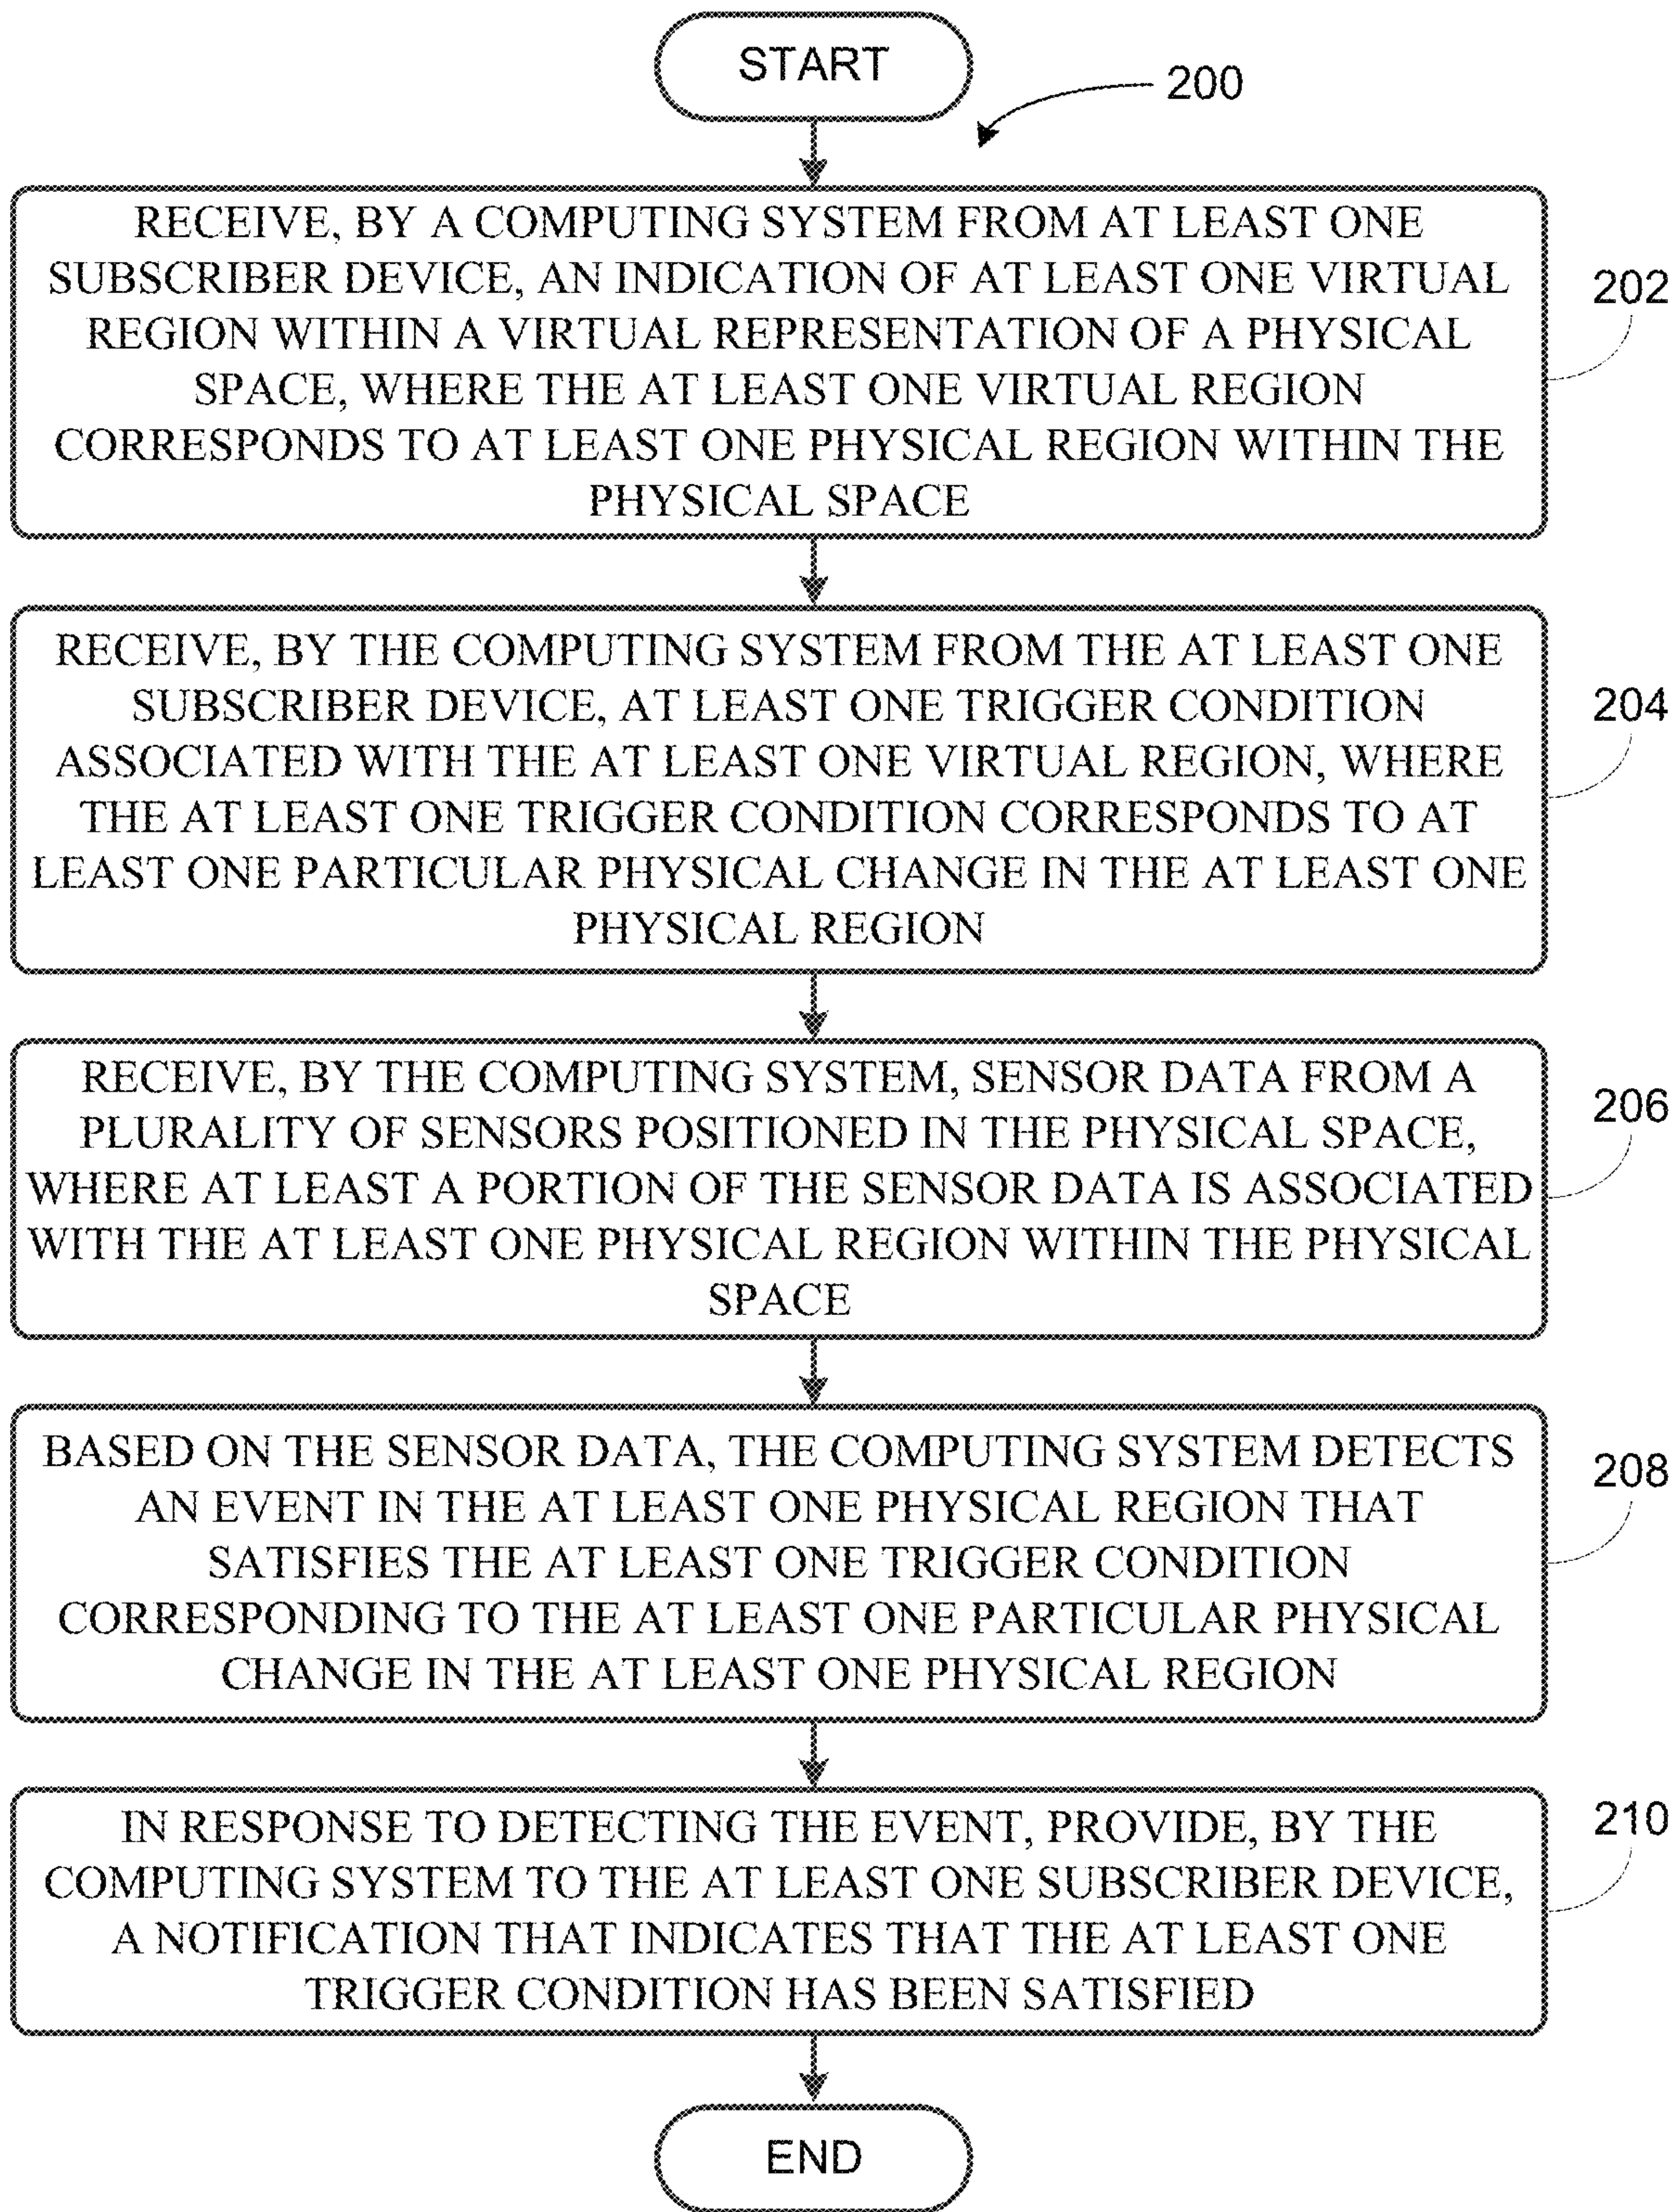 START
200
RECEIVE, BY A COMPUTING SYSTEM FROM AT LEAST ONE
SUBSCRIBER DEVICE, AN INDICATION OF AT LEAST ONE VIRTUAL
REGION WITHIN A VIRTUAL REPRESENTATION OF A PHYSICAL
SPACE, WHERE THE AT LEAST ONE VIRTUAL REGION
CORRESPONDS TO AT LEAST ONE PHYSICAL REGION WITHIN THE
PHYSICAL SPACE
202
RECEIVE, BY THE COMPUTING SYSTEM FROM THE AT LEAST ONE
SUBSCRIBER DEVICE, AT LEAST ONE TRIGGER CONDITION
ASSOCIATED WITH THE AT LEAST ONE VIRTUAL REGION, WHERE
THE AT LEAST ONE TRIGGER CONDITION CORRESPONDS TO AT
LEAST ONE PARTICULAR PHYSICAL CHANGE IN THE AT LEAST ONE
PHYSICAL REGION
204
RECEIVE, BY THE COMPUTING SYSTEM, SENSOR DATA FROM A
PLURALITY OF SENSORS POSITIONED IN THE PHYSICAL SPACE,
WHERE AT LEAST A PORTION OF THE SENSOR DATA IS ASSOCIATED
WITH THE AT LEAST ONE PHYSICAL REGION WITHIN THE PHYSICAL
SPACE
206
BASED ON THE SENSOR DATA, THE COMPUTING SYSTEM DETECTS
AN EVENT IN THE AT LEAST ONE PHYSICAL REGION THAT
SATISFIES THE AT LEAST ONE TRIGGER CONDITION
CORRESPONDING TO THE AT LEAST ONE PARTICULAR PHYSICAL
CHANGE IN THE AT LEAST ONE PHYSICAL REGION
208
IN RESPONSE TO DETECTING THE EVENT, PROVIDE, BY THE
COMPUTING SYSTEM TO THE AT LEAST ONE SUBSCRIBER DEVICE,
A NOTIFICATION THAT INDICATES THAT THE AT LEAST ONE
TRIGGER CONDITION HAS BEEN SATISFIED
210
END